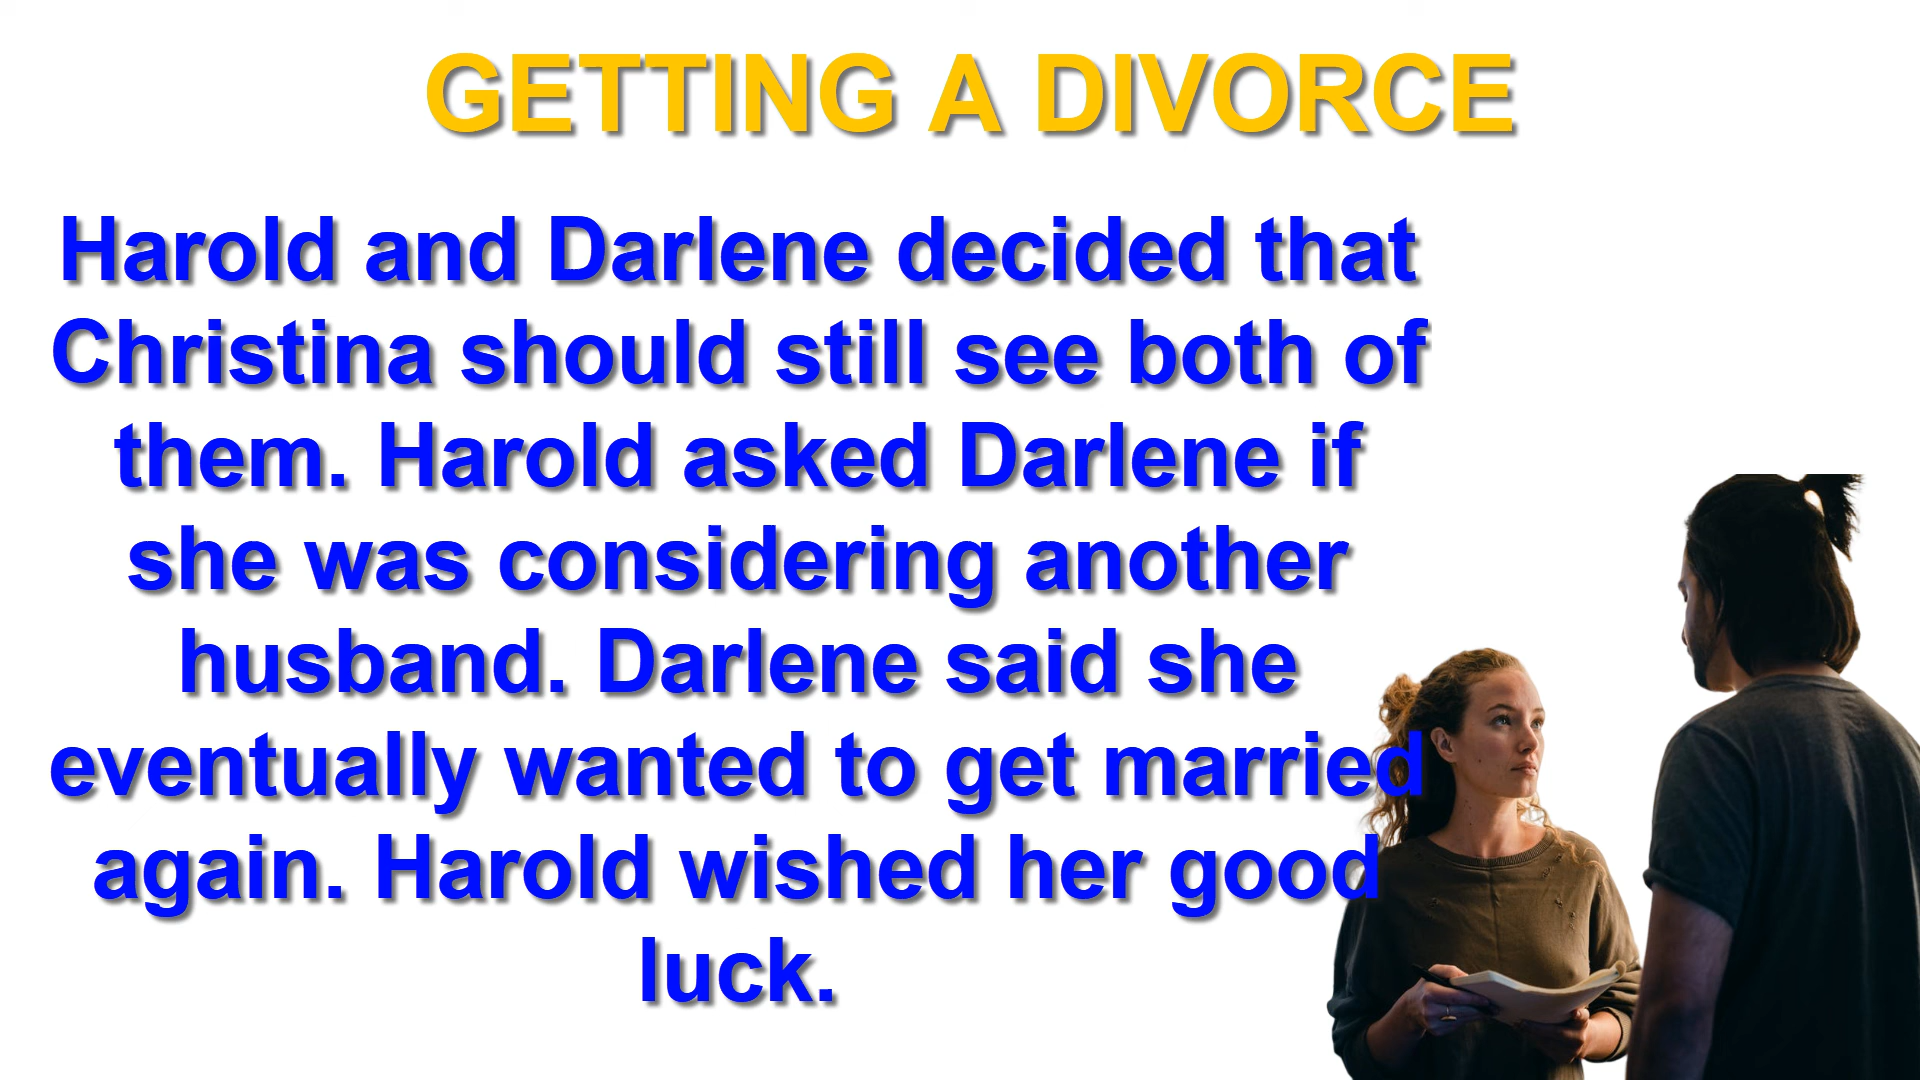 GETTING A DIVORCE
Harold and Darlene decided that
Christina should still see both of
them. Harold asked Darlene if
she was considering another
husband. Darlene said she
eventually wanted to get married
again. Harold wished her good
luck.